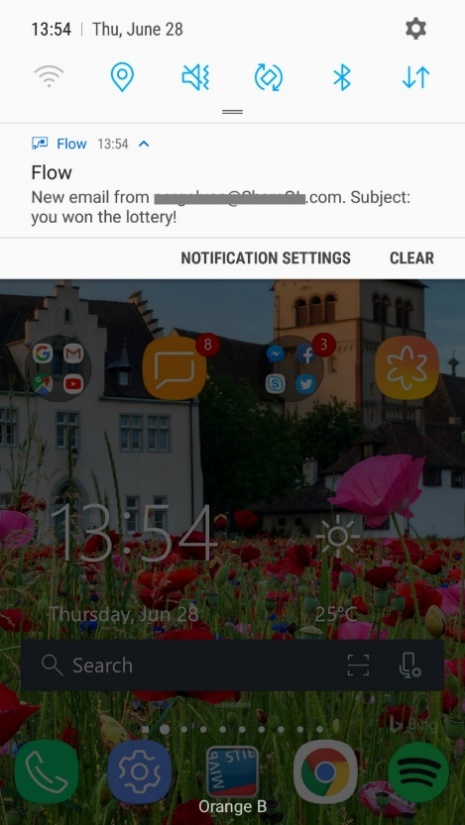 13:54 | Thu, June 28
Flow 13:54
Flow
New email from .com. Subject:
you won the lottery!
NOTIFICATION SETTINGS CLEAR
8
3
13:54
Thursday, Jun 28 25°C
Search
Bing
Orange B